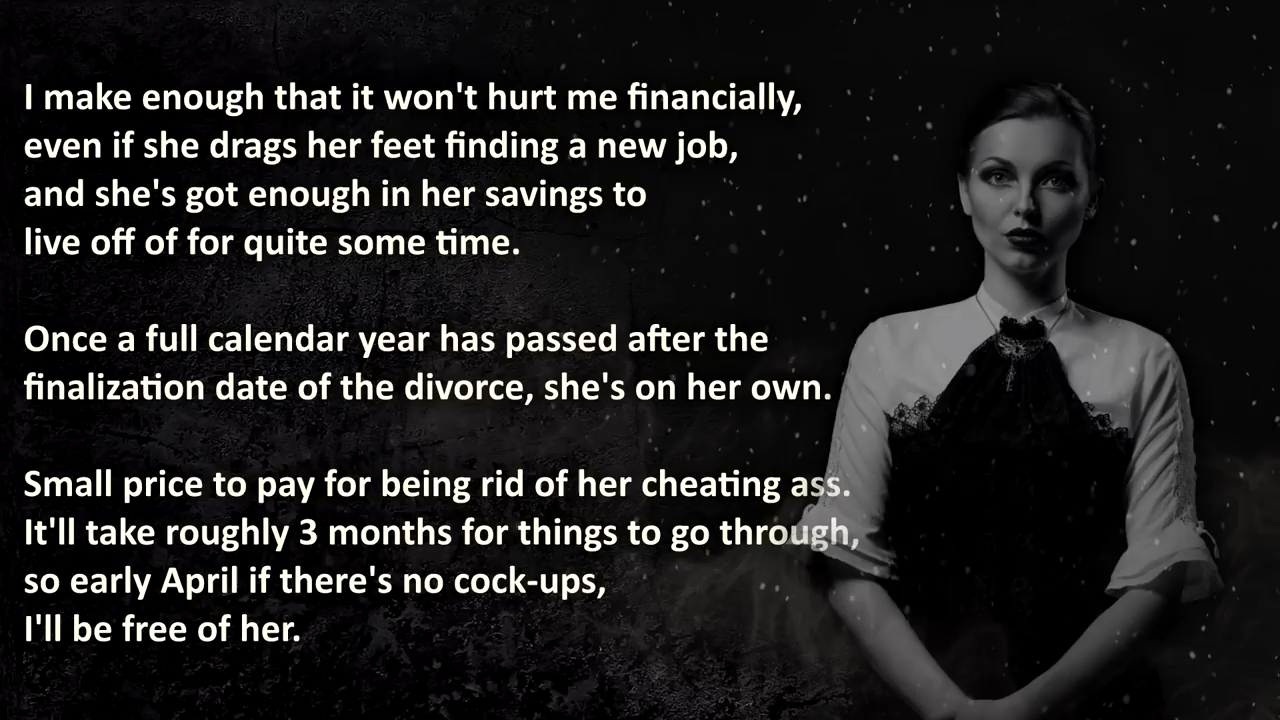 I make enough that it won't hurt me financially,
even if she drags her feet finding a new job,
and she's got enough in her savings to
live off of for quite some time.
Once a full calendar year has passed after the
finalization date of the divorce, she's on her own.
Small price to pay for being rid of her cheating ass.
It'll take roughly 3 months for things to go through,
so early April if there's no cock-ups,
I'll be free of her.